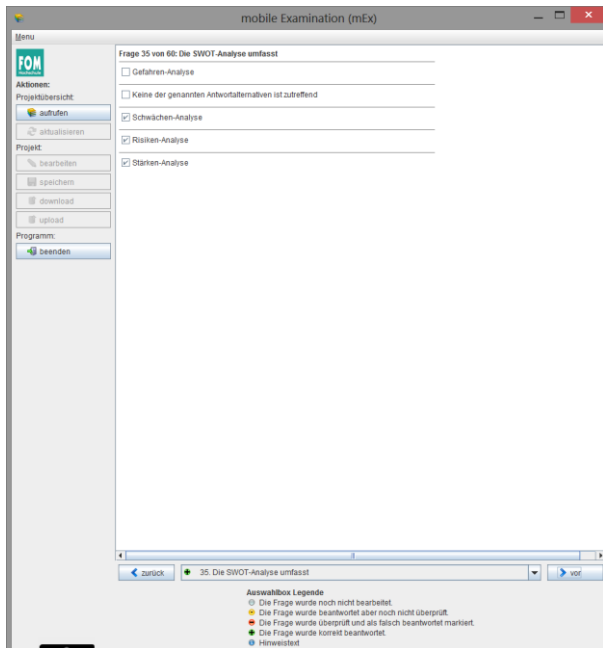 mobile Examination (mEx)
Menu
FOM
Hochschule
Aktionen:
Projektübersicht:
aufrufen
aktualisieren
Projekt:
bearbeiten
speichern
download
upload
Programm:
beenden
Frage 35 von 60: Die SWOT-Analyse umfasst
Gefahren-Analyse
Keine der genannten Antwortalternativen ist zutreffend
Schwächen-Analyse
Risiken-Analyse
Stärken-Analyse
zurück
35. Die SWOT-Analyse umfasst
vor
Auswahlbox Legende
Die Frage wurde noch nicht bearbeitet.
Die Frage wurde beantwortet aber noch nicht überprüft.
Die Frage wurde überprüft und als falsch beantwortet markiert.
Die Frage wurde korrekt beantwortet.
Hinweistext